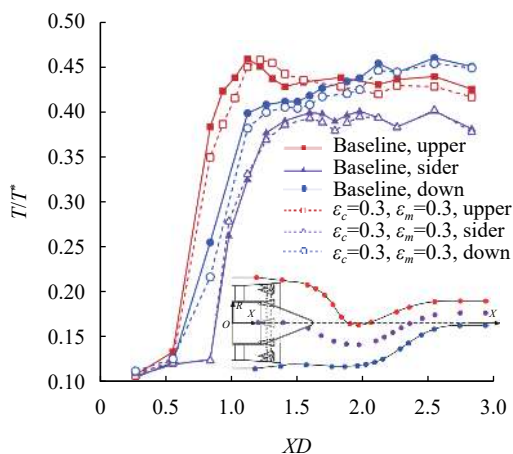 0.50
0.45
0.40
0.35
0.30
0.25
0.20
0.15
0.10
T/T*
0
0.5
1.0
1.5
2.0
2.5
3.0
XD
Baseline, upper
Baseline, sider
Baseline, down
εc=0.3, εm=0.3, upper
εc=0.3, εm=0.3, sider
εc=0.3, εm=0.3, down
R
O
X
X